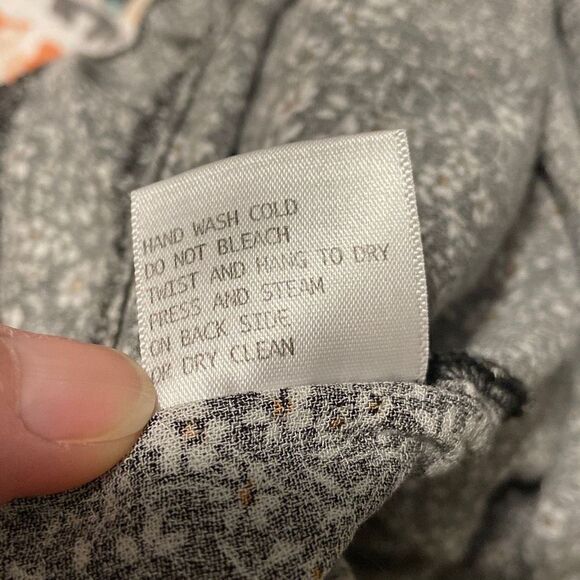 HAND WASH COLD
DO NOT BLEACH
TWIST AND HANG TO DRY
PRESS AND STEAM
ON BACK SIDE
OR DRY CLEAN